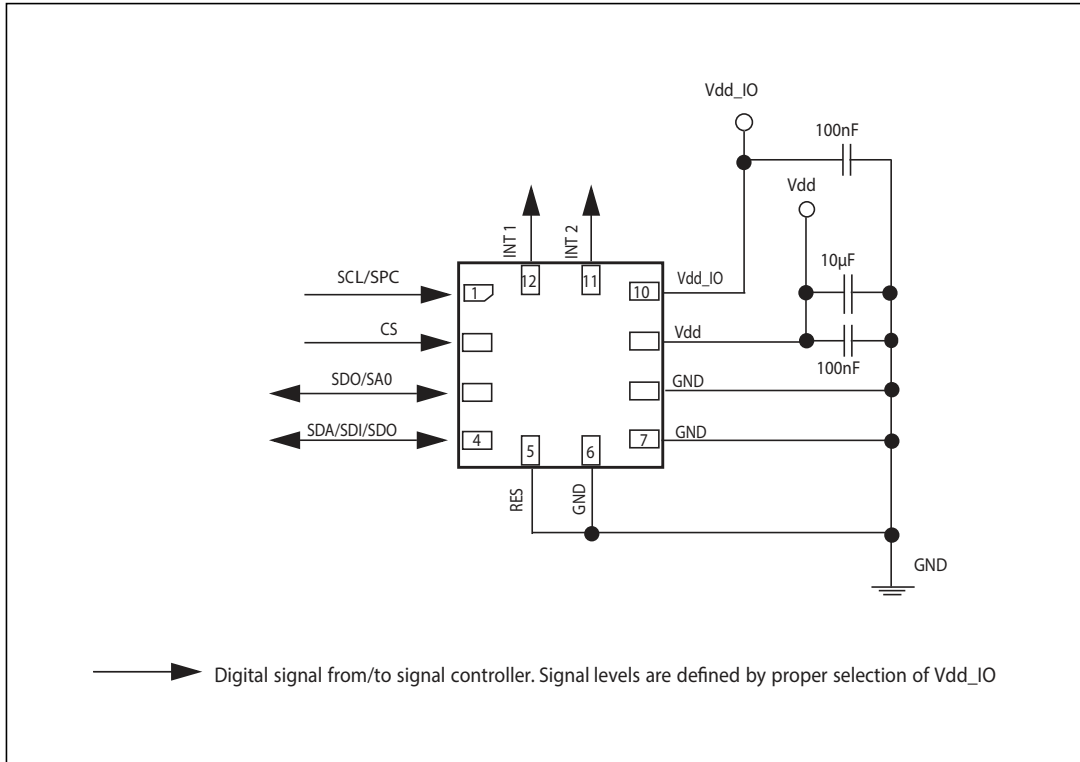 Vdd_IO
100nF
Vdd
INT 1
INT 2
10µF
SCL/SPC
1
12
11
10
Vdd_IO
CS
Vdd
100nF
SDO/SA0
GND
SDA/SDI/SDO
4
5
6
7
GND
RES
GND
GND
Digital signal from/to signal controller. Signal levels are defined by proper selection of Vdd_IO